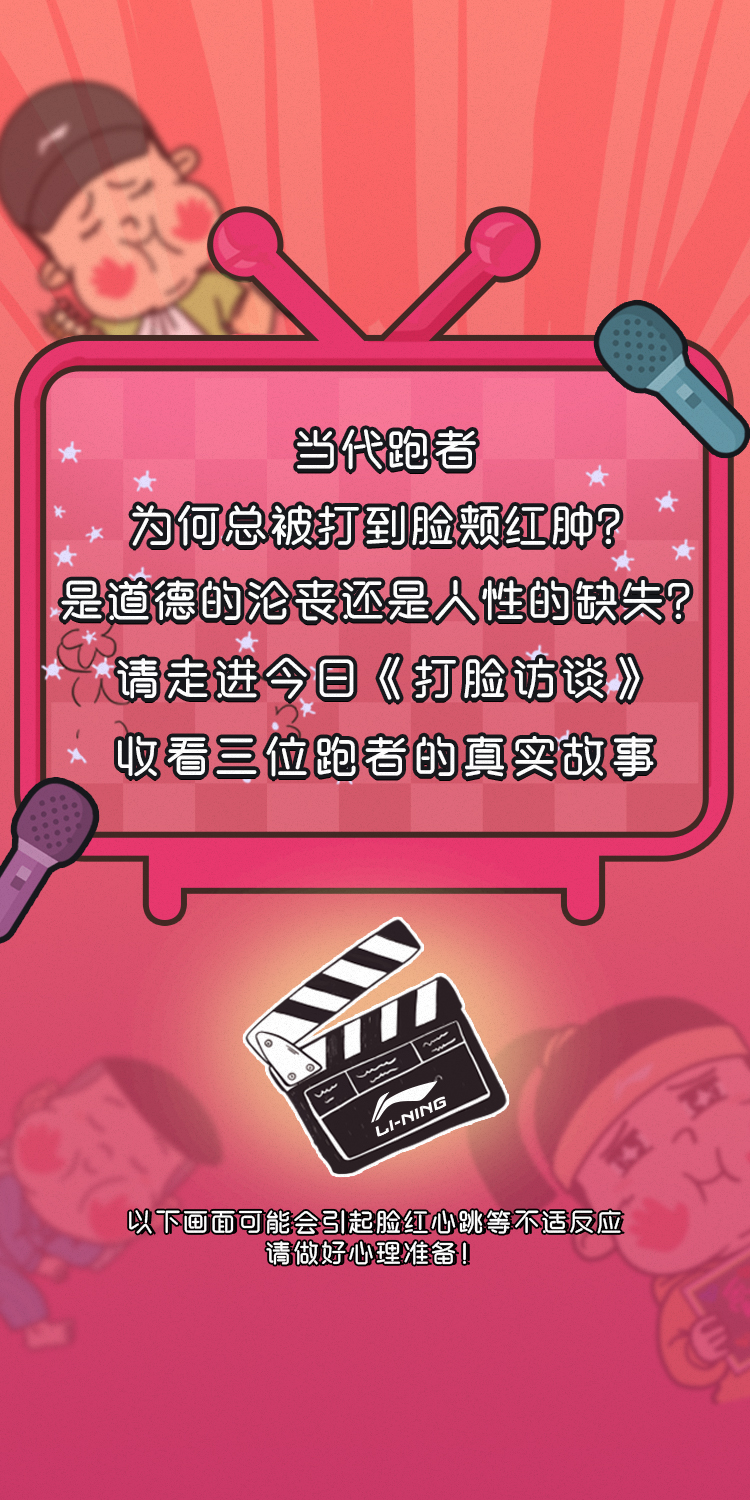 当代跑者
为何总被打到脸颊红肿?
是道德的沦丧还是人性的缺失?
请走进今日《打脸访谈》
收看三位跑者的真实故事
LI-NING
以下画面可能会引起脸红心跳等不适反应
请做好心理准备!